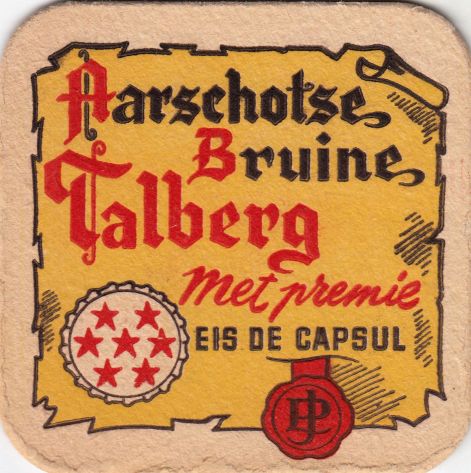 Aarschotse
Bruine
Talberg
Met premie
EIS DE CAPSUL